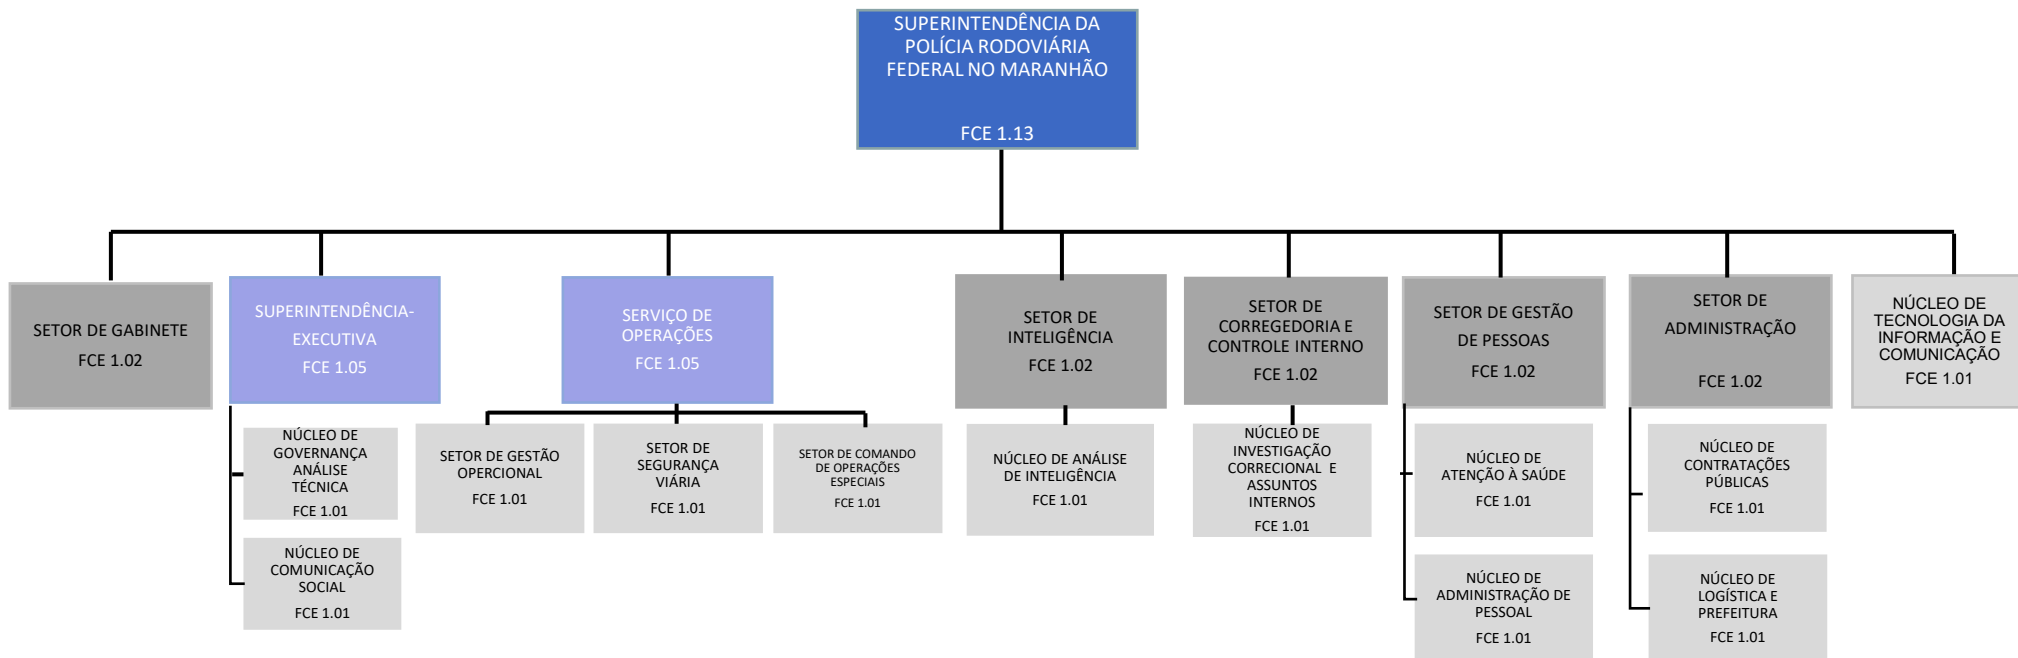 SUPERINTENDÊNCIA DA
POLÍCIA RODOVIÁRIA
FEDERAL NO MARANHÃO
FCE 1.13
SETOR DE GABINETE
FCE 1.02
SUPERINTENDÊNCIA-
EXECUTIVA
FCE 1.05
SERVIÇO DE
OPERAÇÕES
FCE 1.05
SETOR DE
INTELIGÊNCIA
FCE 1.02
SETOR DE
CORREGEDORIA E
CONTROLE INTERNO
FCE 1.02
SETOR DE GESTÃO
DE PESSOAS
FCE 1.02
SETOR DE
ADMINISTRAÇÃO
FCE 1.02
NÚCLEO DE
TECNOLOGIA DA
INFORMAÇÃO E
COMUNICAÇÃO
FCE 1.01
NÚCLEO DE
GOVERNANÇA
ANÁLISE
TÉCNICA
FCE 1.01
SETOR DE GESTÃO
OPERCIONAL
FCE 1.01
SETOR DE
SEGURANÇA
VIÁRIA
FCE 1.01
SETOR DE COMANDO
DE OPERAÇÕES
ESPECIAIS
FCE 1.01
NÚCLEO DE ANÁLISE
DE INTELIGÊNCIA
FCE 1.01
NÚCLEO DE
INVESTIGAÇÃO
CORRECIONAL E
ASSUNTOS
INTERNOS
FCE 1.01
NÚCLEO DE
ATENÇÃO À SAÚDE
FCE 1.01
NÚCLEO DE
CONTRATAÇÕES
PÚBLICAS
FCE 1.01
NÚCLEO DE
COMUNICAÇÃO
SOCIAL
FCE 1.01
NÚCLEO DE
ADMINISTRAÇÃO DE
PESSOAL
FCE 1.01
NÚCLEO DE
LOGÍSTICA E
PREFEITURA
FCE 1.01